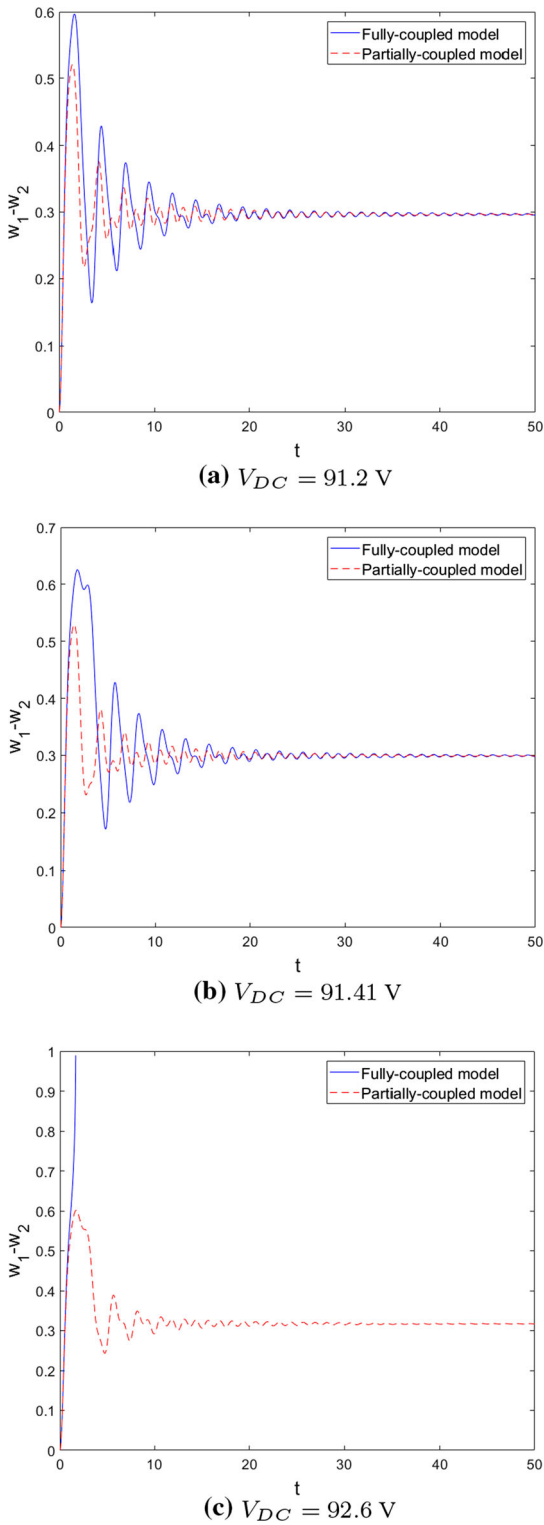 0.6
0.5
0.4
0.3
0.2
0.1
0
w1-w2
Fully-coupled model
Partially-coupled model
0 10 20 30 40 50
t
(a) VDC = 91.2 V
0.7
0.6
0.5
0.4
0.3
0.2
0.1
0
w1-w2
Fully-coupled model
Partially-coupled model
0 10 20 30 40 50
t
(b) VDC = 91.41 V
1
0.9
0.8
0.7
0.6
0.5
0.4
0.3
0.2
0.1
0
w1-w2
Fully-coupled model
Partially-coupled model
0 10 20 30 40 50
t
(c) VDC = 92.6 V